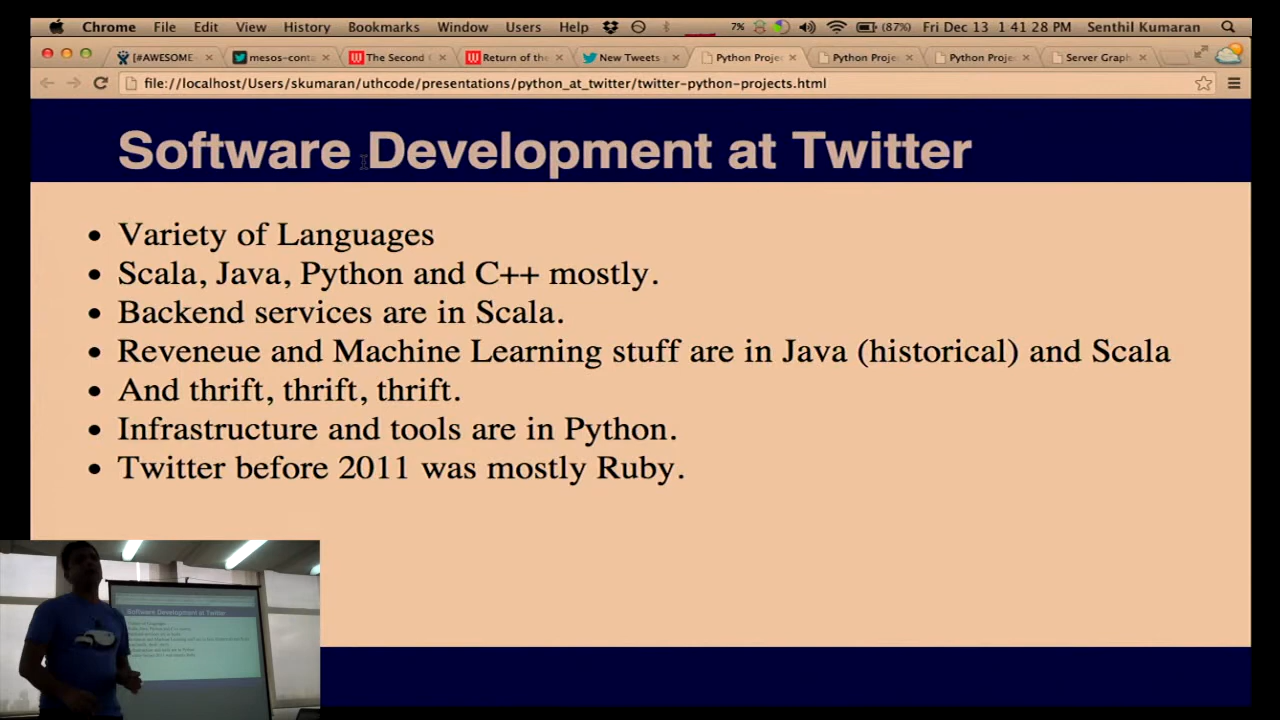 Chrome File Edit View History Bookmarks Window Users Help 7% (87%) Fri Dec 13 1:41:28 PM Senthil Kumaran
[#AWESOME mesos-conta The Second Return of the New Tweets Python Proje Python Projec Python Projec Server Graph
file://localhost/Users/skumaran/uthcode/presentations/python_at_twitter/twitter-python-projects.html
Software Development at Twitter
• Variety of Languages
• Scala, Java, Python and C++ mostly.
• Backend services are in Scala.
• Reveneue and Machine Learning stuff are in Java (historical) and Scala
• And thrift, thrift, thrift.
• Infrastructure and tools are in Python.
• Twitter before 2011 was mostly Ruby.
Software Development at Twitter